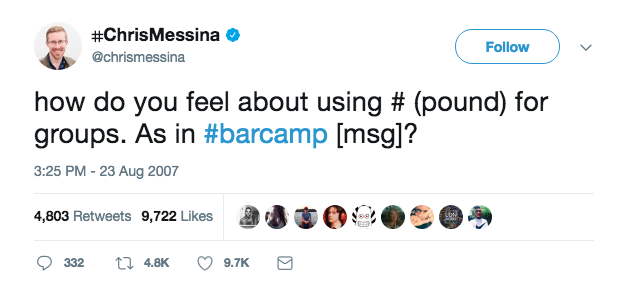 #ChrisMessina
@chrismessina
Follow
how do you feel about using # (pound) for
groups. As in #barcamp [msg]?
3:25 PM - 23 Aug 2007
4,803 Retweets 9,722 Likes
332 4.8K 9.7K